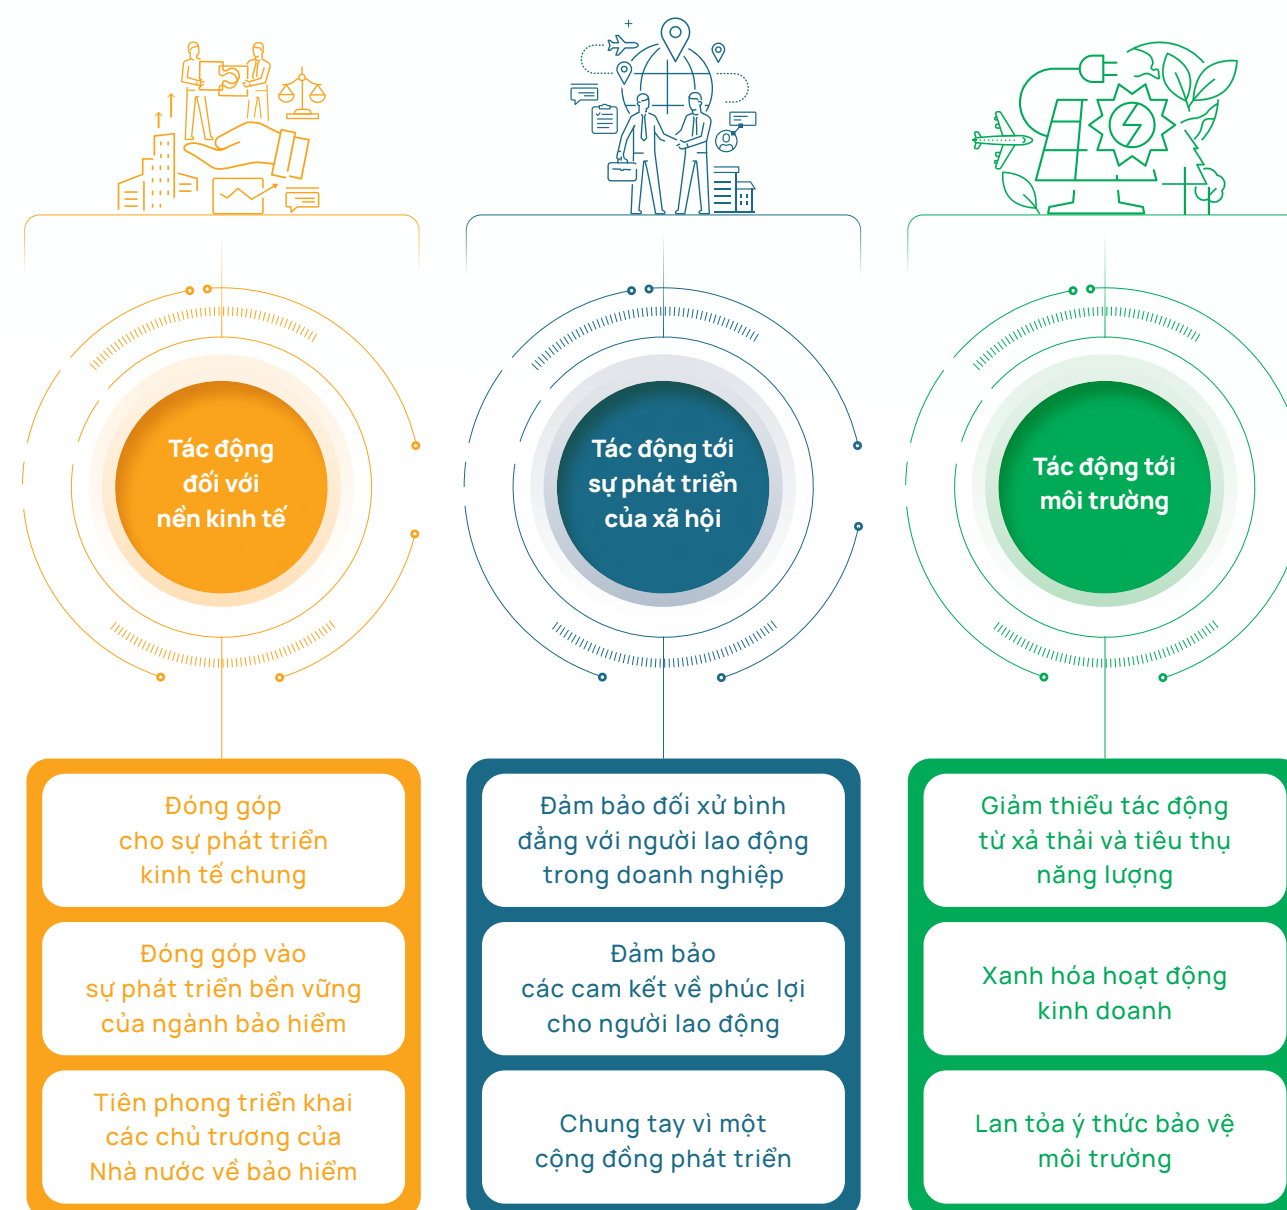 Tác động
đối với
nền kinh tế
Đóng góp
cho sự phát triển
kinh tế chung
Đóng góp vào
sự phát triển bền vững
của ngành bảo hiểm
Tiên phong triển khai
các chủ trương của
Nhà nước về bảo hiểm
Tác động tới
sự phát triển
của xã hội
Đảm bảo đối xử bình
đẳng với người lao động
trong doanh nghiệp
Đảm bảo
các cam kết về phúc lợi
cho người lao động
Chung tay vì một
cộng đồng phát triển
Tác động tới
môi trường
Giảm thiểu tác động
từ xả thải và tiêu thụ
năng lượng
Xanh hóa hoạt động
kinh doanh
Lan tỏa ý thức bảo vệ
môi trường